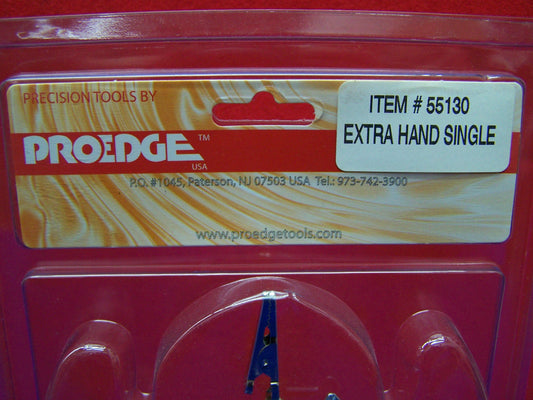 PRECISION TOOLS BY
PROEDGE™
USA
ITEM # 55130
EXTRA HAND SINGLE
P.O. #1045, Paterson, NJ 07503 USA Tel.: 973-742-3900
www.proedgetools.com